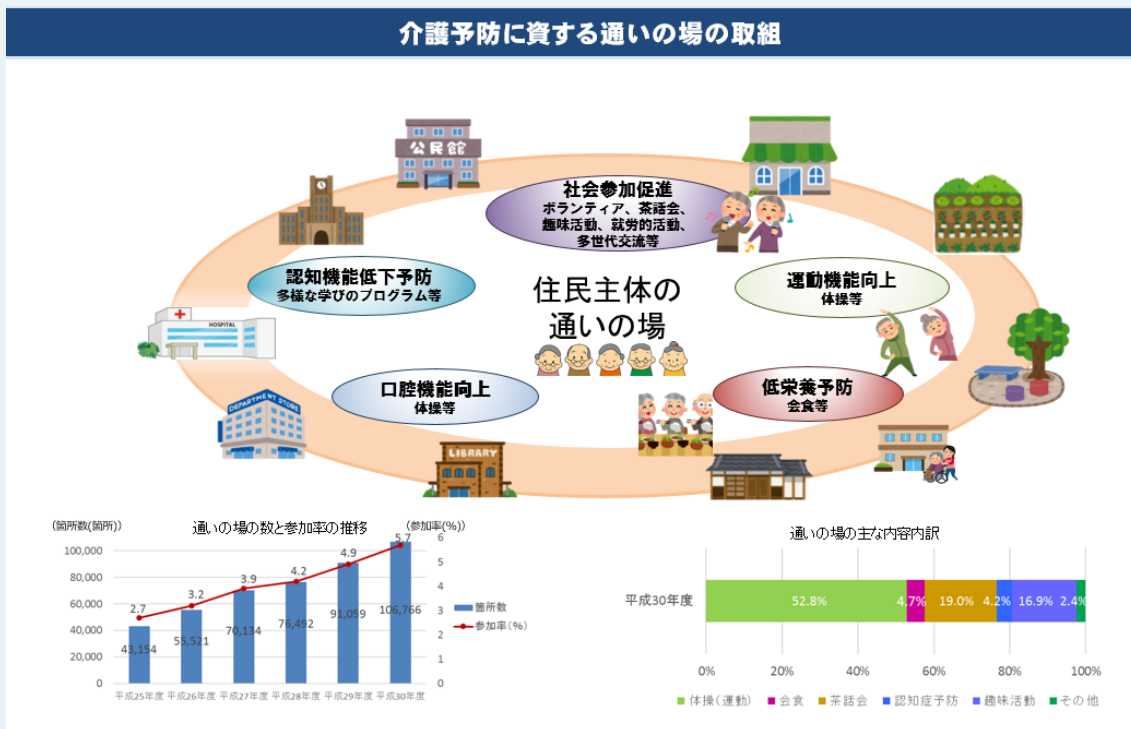 介護予防に資する通いの場の取組
公民館
社会参加促進
ボランティア、茶話会、
趣味活動、就労的活動、
多世代交流等
認知機能低下予防
多様な学びのプログラム等
住民主体の
通いの場
運動機能向上
体操等
HOSPITAL
口腔機能向上
体操等
低栄養予防
会食等
DEPARTMENT STORE
LIBRARY
(箇所数(箇所))
通いの場の数と参加率の推移
(参加率(%))
100,000
80,000
60,000
40,000
20,000
0
2.7
3.2
3.9
4.2
4.9
5.7
43,154
55,521
70,134
76,492
91,059
106,766
6
5
4
3
2
1
0
箇所数
参加率(%)
平成25年度 平成26年度 平成27年度 平成28年度 平成29年度 平成30年度
通いの場の主な内容内訳
平成30年度
52.8% 4.7% 19.0% 4.2% 16.9% 2.4%
0% 20% 40% 60% 80% 100%
体操(運動) 会食 茶話会 認知症予防 趣味活動 その他